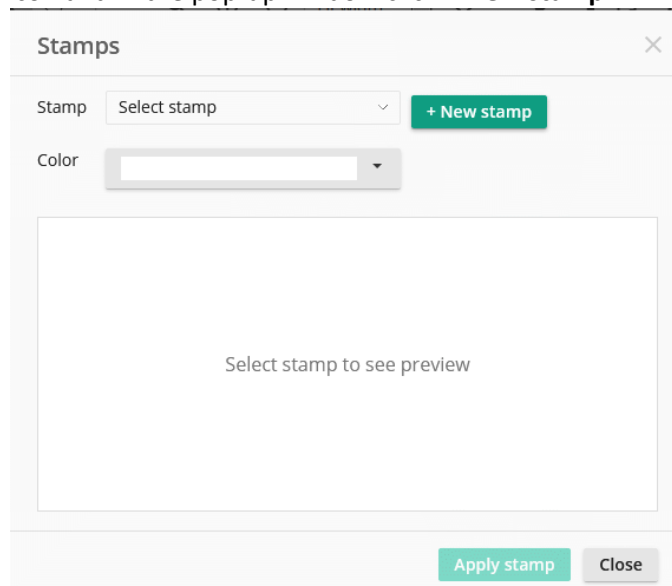 Stamps
Stamp Select stamp + New stamp
Color
Select stamp to see preview
Apply stamp Close